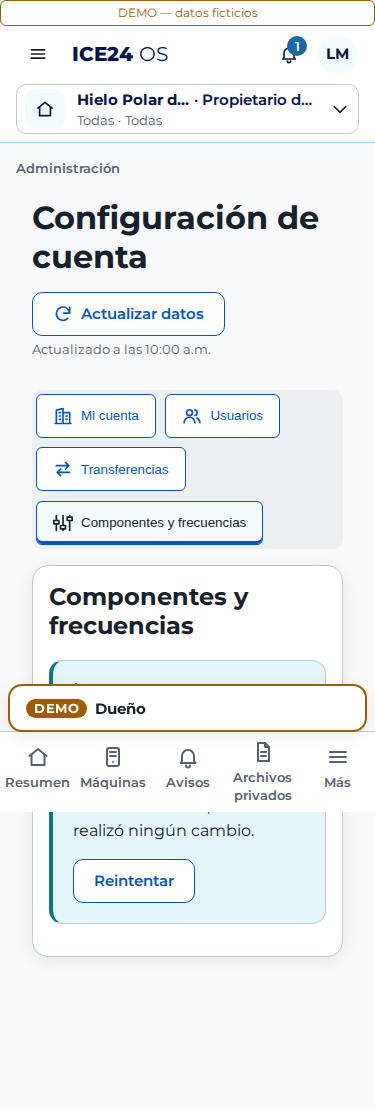 DEMO — datos ficticios
ICE24 OS
1
LM
Hielo Polar d... · Propietario d...
Todas · Todas
Administración
Configuración de
cuenta
Actualizar datos
Actualizado a las 10:00 a.m.
Mi cuenta
Usuarios
Transferencias
Componentes y frecuencias
Componentes y
frecuencias
DEMO Dueño
Resumen
Máquinas
Avisos
Archivos
privados
Más
realizó ningún cambio.
Reintentar